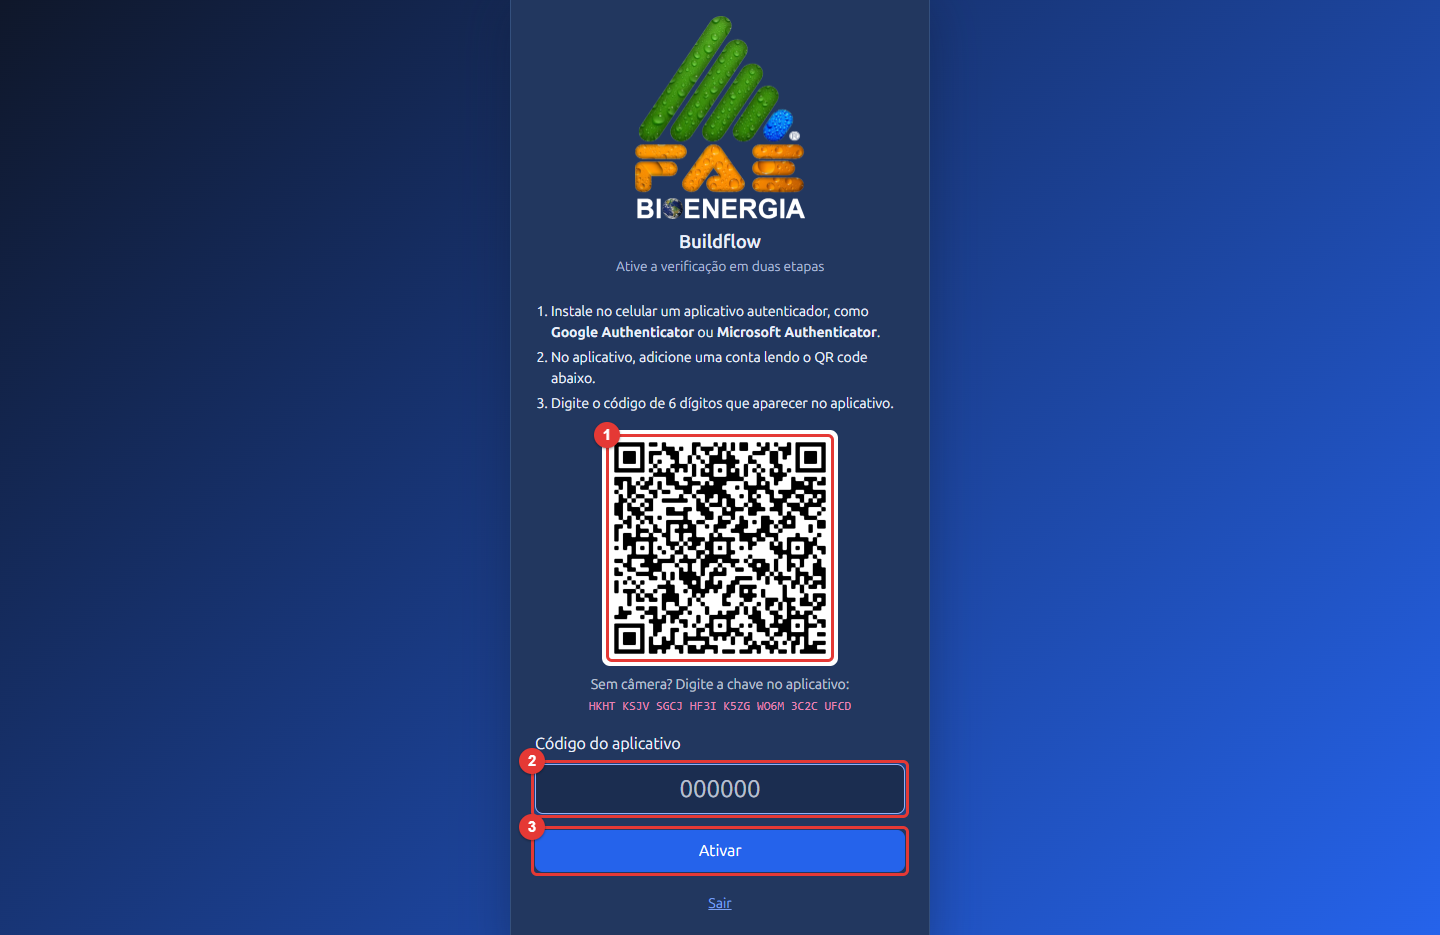 FAE
BIOENERGIA
Buildflow
Ative a verificação em duas etapas
1. Instale no celular um aplicativo autenticador, como
Google Authenticator ou Microsoft Authenticator.
2. No aplicativo, adicione uma conta lendo o QR code
abaixo.
3. Digite o código de 6 dígitos que aparecer no aplicativo.
1
Sem câmera? Digite a chave no aplicativo:
HKHT KSJV SGCJ HF3I K5ZG WO6M 3C2C UFCD
Código do aplicativo
2
000000
3
Ativar
Sair